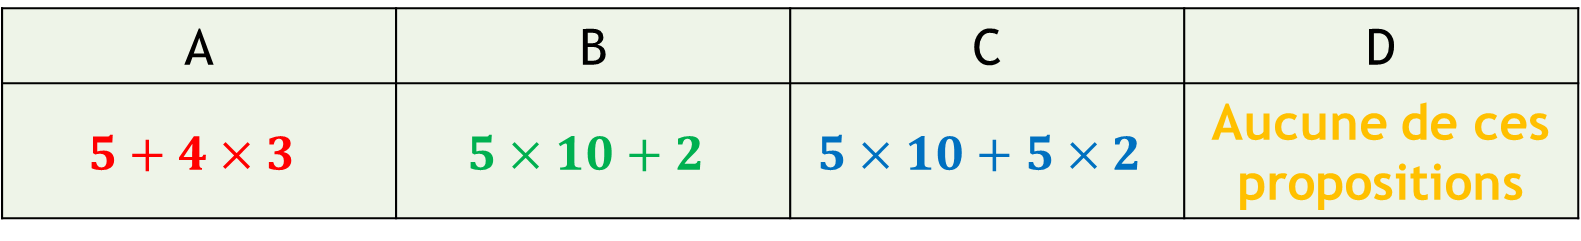 A B C D
5 + 4 × 3 5 × 10 + 2 5 × 10 + 5 × 2 Aucune de ces
propositions